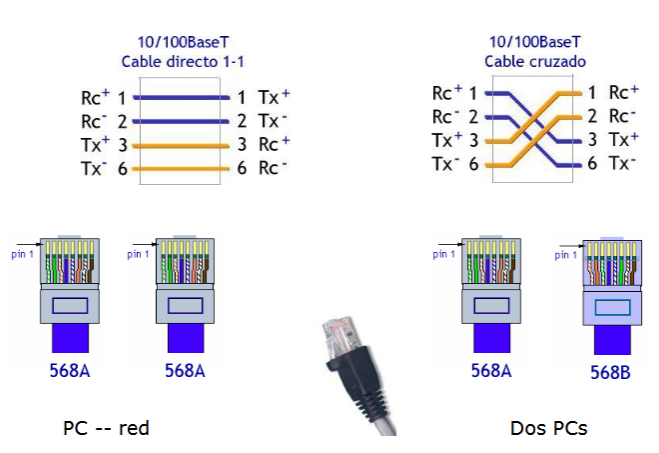 10/100BaseT
Cable directo 1-1
Rc+ 1 1 Tx+
Rc- 2 2 Tx-
Tx+ 3 3 Rc+
Tx- 6 6 Rc-
10/100BaseT
Cable cruzado
Rc+ 1 1 Rc+
Rc- 2 2 Rc-
Tx+ 3 3 Tx+
Tx- 6 6 Tx-
pin 1
568A
pin 1
568A
PC -- red
pin 1
568A
pin 1
568B
Dos PCs